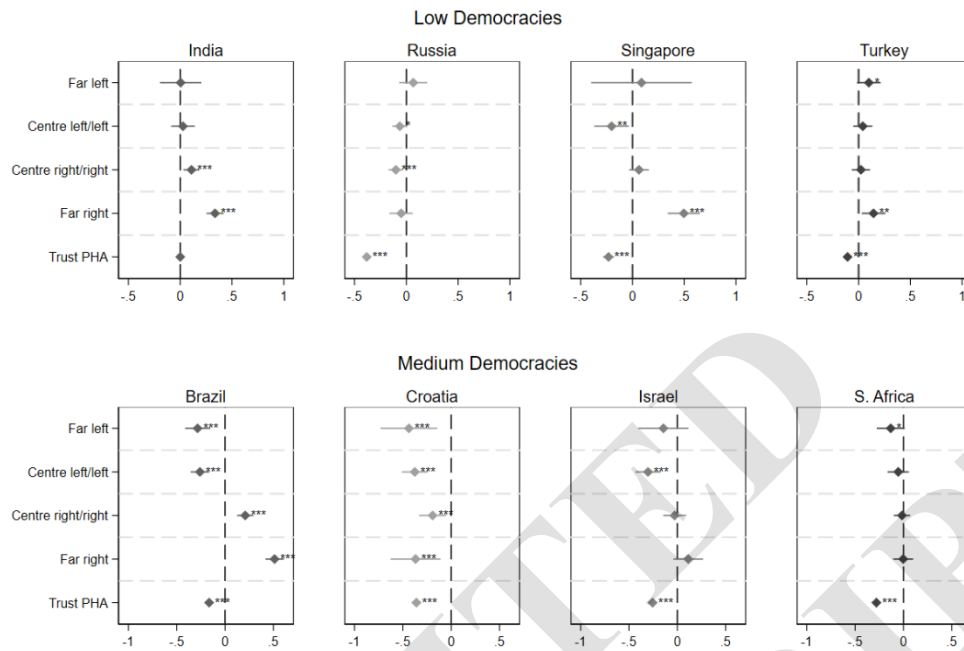 Low Democracies
India Russia Singapore Turkey
Far left *
Centre left/left * **
Centre right/right *** ***
Far right *** *** **
Trust PHA *** *** ***
-.5 0 .5 1 -.5 0 .5 1 -.5 0 .5 1 -.5 0 .5 1
Medium Democracies
Brazil Croatia Israel S. Africa
Far left *** *** *
Centre left/left *** *** ***
Centre right/right *** ***
Far right *** ***
Trust PHA *** *** *** ***
-1 -.5 0 .5 -1 -.5 0 .5 -1 -.5 0 .5 -1 -.5 0 .5